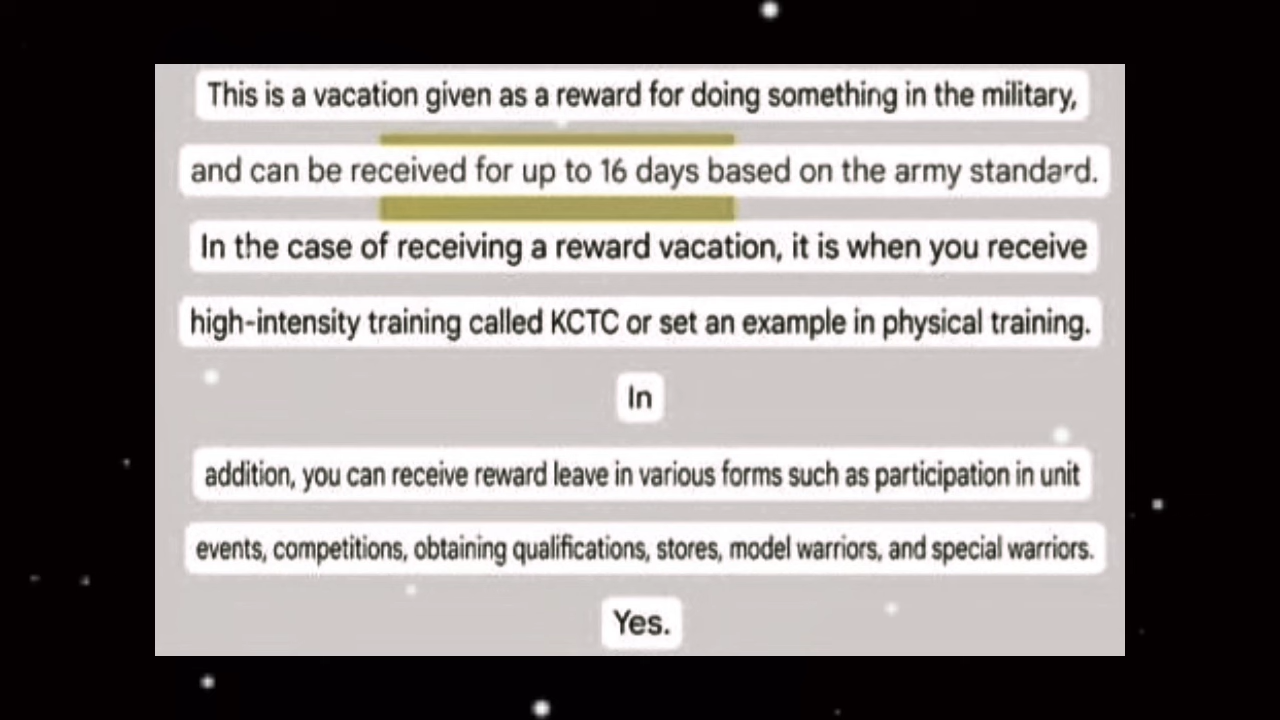 This is a vacation given as a reward for doing something in the military,
and can be received for up to 16 days based on the army standard.
In the case of receiving a reward vacation, it is when you receive
high-intensity training called KCTC or set an example in physical training.
In
addition, you can receive reward leave in various forms such as participation in unit
events, competitions, obtaining qualifications, stores, model warriors, and special warriors.
Yes.